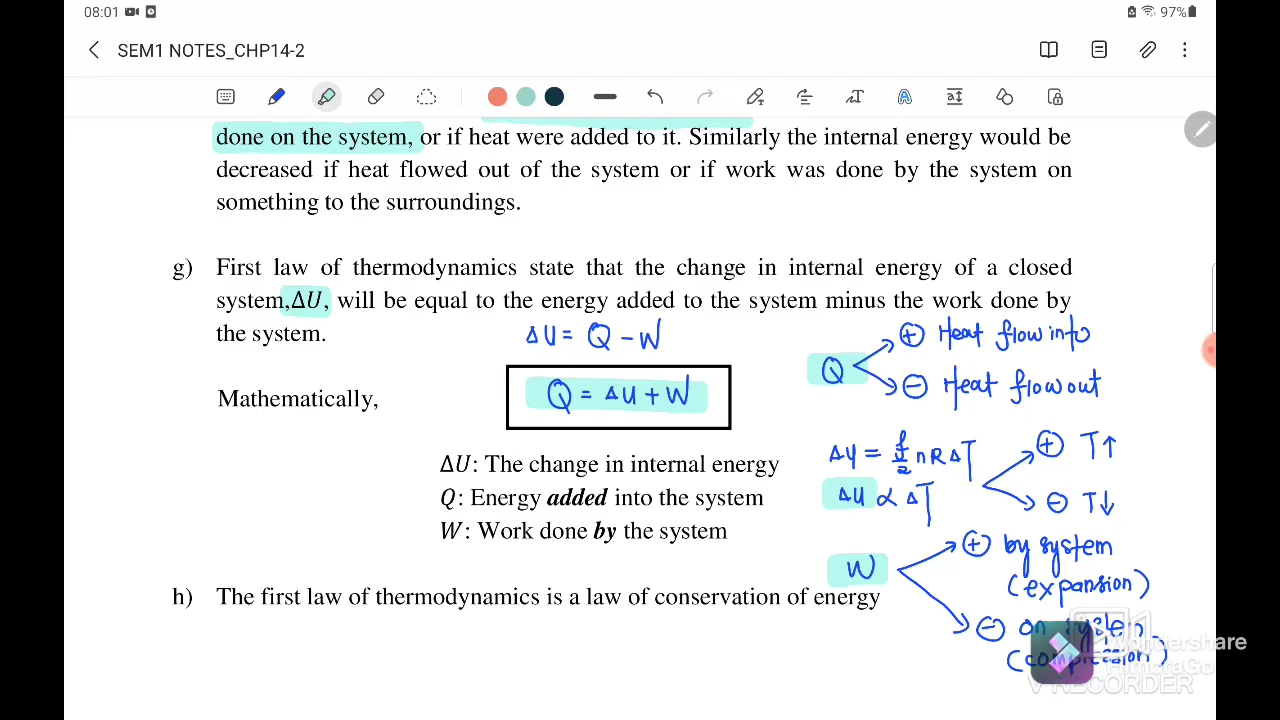 08:01
97%
SEM1 NOTES_CHP14-2
done on the system, or if heat were added to it. Similarly the internal energy would be
decreased if heat flowed out of the system or if work was done by the system on
something to the surroundings.
g) First law of thermodynamics state that the change in internal energy of a closed
system,ΔU, will be equal to the energy added to the system minus the work done by
the system.
ΔU = Q - W
Q
⊕ Heat flow into
⊖ Heat flow out
Mathematically,
Q = ΔU + W
ΔU = f/2 nRΔT
ΔU ∝ ΔT
⊕ T↑
⊖ T↓
ΔU: The change in internal energy
Q: Energy added into the system
W: Work done by the system
W
⊕ by system
(expansion)
⊖ on system
(compression)
h) The first law of thermodynamics is a law of conservation of energy
Wondershare
FilmoraGo
V RECORDER